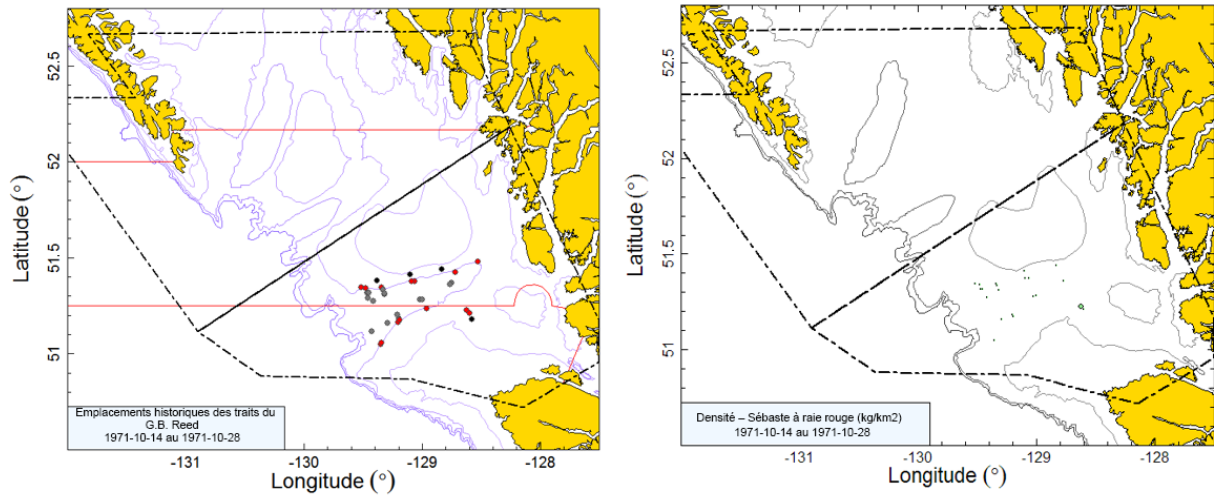 52.5
52
51.5
51
Latitude (°)
Emplacements historiques des traits du
G.B. Reed
1971-10-14 au 1971-10-28
-131
-130
-129
-128
Longitude (°)
52.5
52
51.5
51
Latitude (°)
Densité – Sébaste à raie rouge (kg/km2)
1971-10-14 au 1971-10-28
-131
-130
-129
-128
Longitude (°)